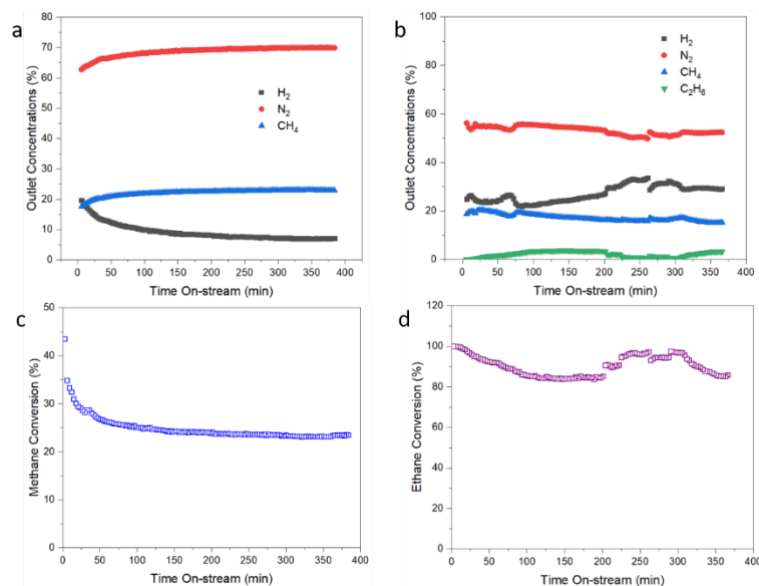 a
Outlet Concentrations (%)
80
70
60
50
40
30
20
10
0
H₂
N₂
CH₄
0 50 100 150 200 250 300 350 400
Time On-stream (min)
b
Outlet Concentrations (%)
100
80
60
40
20
0
H₂
N₂
CH₄
C₂H₆
0 50 100 150 200 250 300 350 400
Time On-stream (min)
c
Methane Conversion (%)
50
40
30
20
10
0
0 50 100 150 200 250 300 350 400
Time On-stream (min)
d
Ethane Conversion (%)
120
100
80
60
40
20
0
0 50 100 150 200 250 300 350 400
Time On-stream (min)